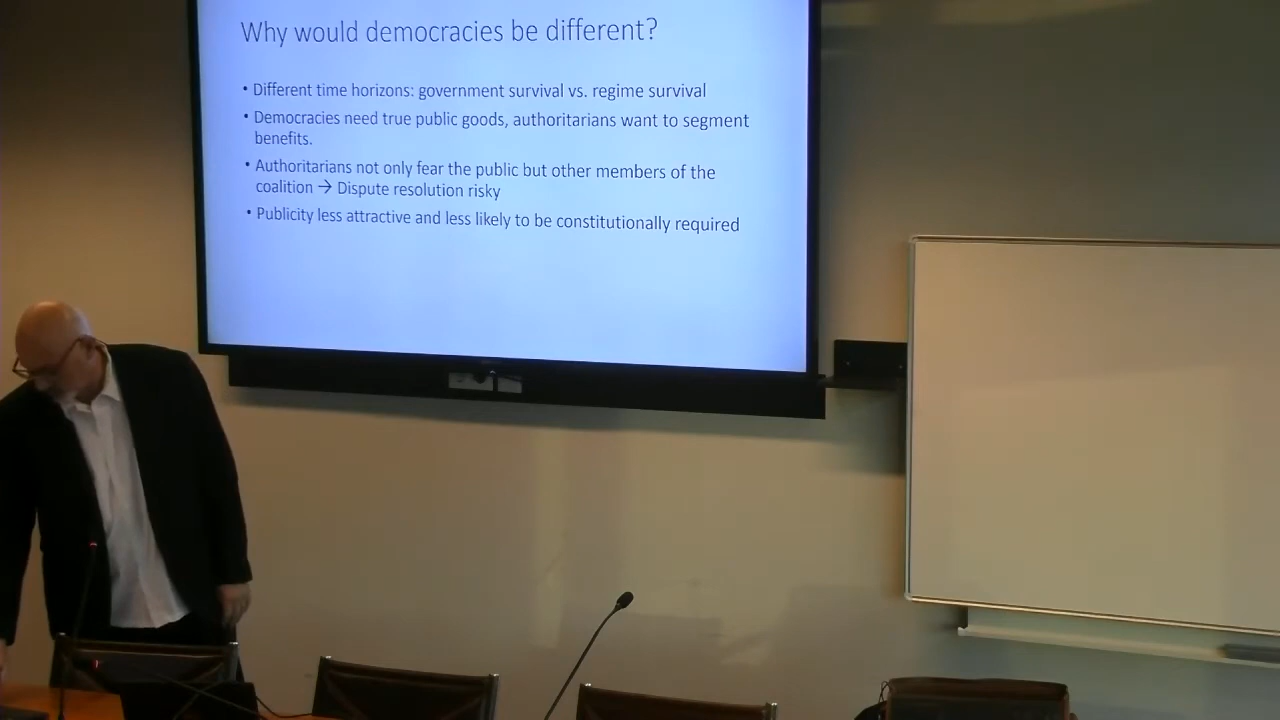 Why would democracies be different?
• Different time horizons: government survival vs. regime survival
• Democracies need true public goods, authoritarians want to segment
benefits.
• Authoritarians not only fear the public but other members of the
coalition → Dispute resolution risky
• Publicity less attractive and less likely to be constitutionally required